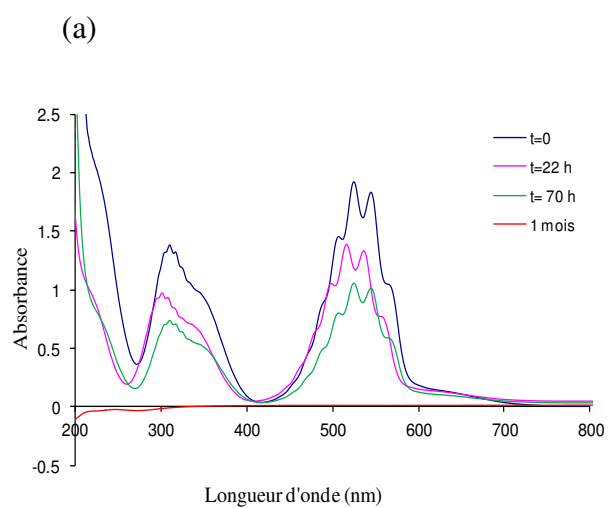 (a)
2.5
2
1.5
1
0.5
0
-0.5
200 300 400 500 600 700 800
Absorbance
Longueur d'onde (nm)
t=0
t=22 h
t= 70 h
1 mois